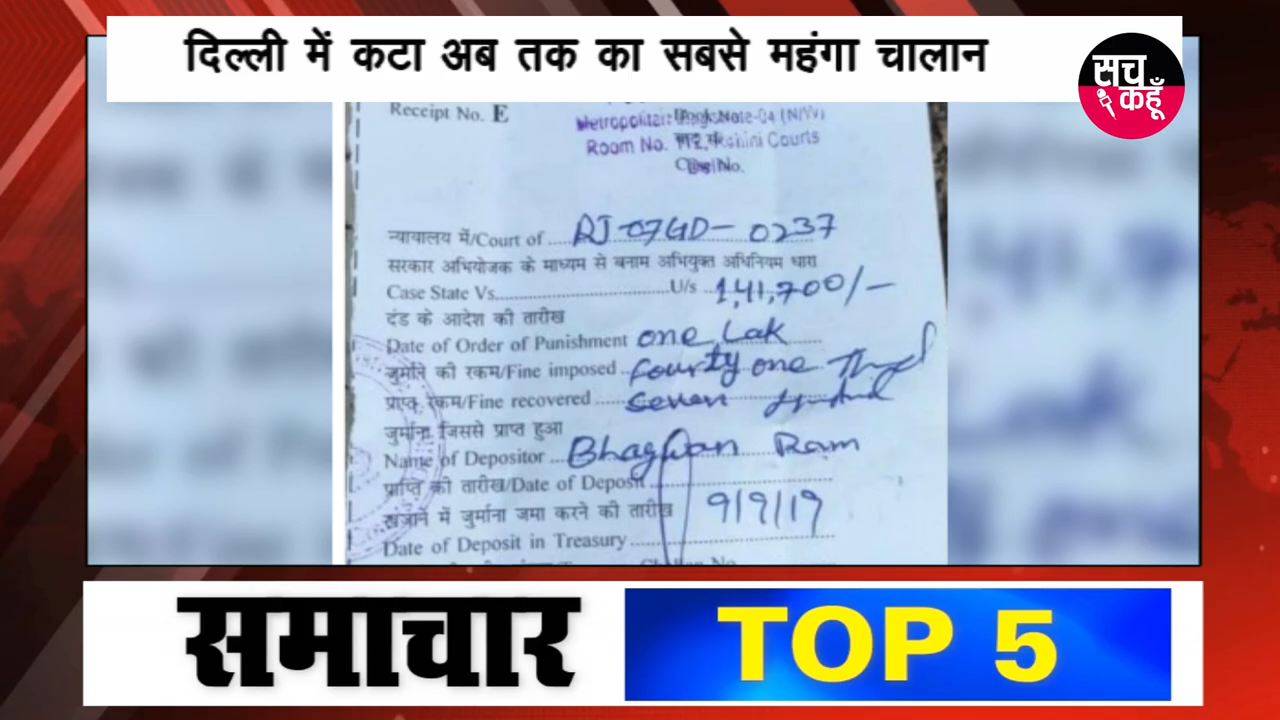 दिल्ली में कटा अब तक का सबसे महंगा चालान
सच
कहूँ
Receipt No. E
Room No. Courts
न्यायालय में/Court of RJ-07GD-0237
सरकार अभियोजक के माध्यम से बनाम अभियुक्त अधिनियम धारा
Case State Vs. U/s 1,41,700/-
दंड के आदेश की तारीख
Date of Order of Punishment one Lak
जुर्माने की रकम/Fine imposed Fourty one
प्राप्त रकम/Fine recovered Seven
जुर्माना जिससे प्राप्त हुआ
Name of Depositor Bhagwan Ram
प्राप्ति की तारीख/Date of Deposit
खजाने में जुर्माना जमा करने की तारीख 9/9/19
Date of Deposit in Treasury
समाचार TOP 5